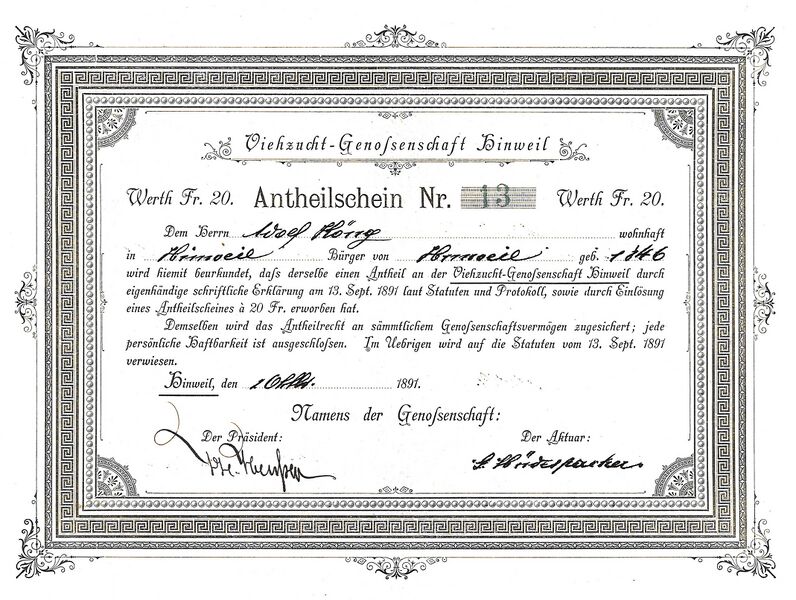 Viehzucht-Genoſsenschaft Hinweil
Werth Fr. 20. Antheilschein Nr. 13 Werth Fr. 20.
Dem Herrn Adolf wohnhaft
in Hinweil Bürger von Hinweil geb. 1846
wird hiemit beurkundet, daſs derselbe einen Antheil an der Viehzucht-Genoſsenschaft Hinweil durch
eigenhändige schriftliche Erklärung am 13. Sept. 1891 laut Statuten und Protokoll, sowie durch Einlösung
eines Antheilscheines à 20 Fr. erworben hat.
Demselben wird das Antheilrecht an sämmtlichem Genoſsenschaftsvermögen zugesichert; jede
persönliche Haftbarkeit ist ausgeschlossen. Im Uebrigen wird auf die Statuten vom 13. Sept. 1891
verwiesen.
Hinweil, den 1891.
Namens der Genoſsenschaft:
Der Präsident: Der Aktuar: